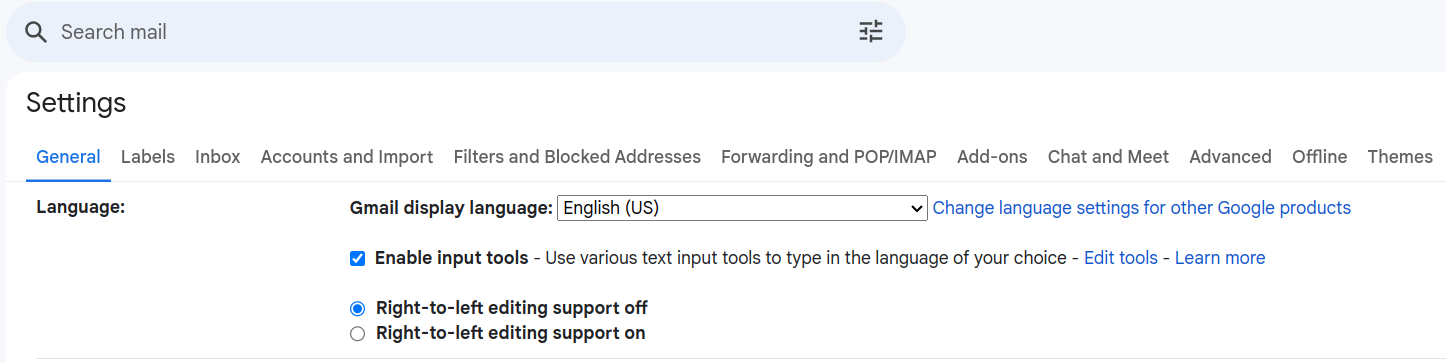 Search mail
Settings
General Labels Inbox Accounts and Import Filters and Blocked Addresses Forwarding and POP/IMAP Add-ons Chat and Meet Advanced Offline Themes
Language: Gmail display language: English (US) Change language settings for other Google products
Enable input tools - Use various text input tools to type in the language of your choice - Edit tools - Learn more
Right-to-left editing support off
Right-to-left editing support on